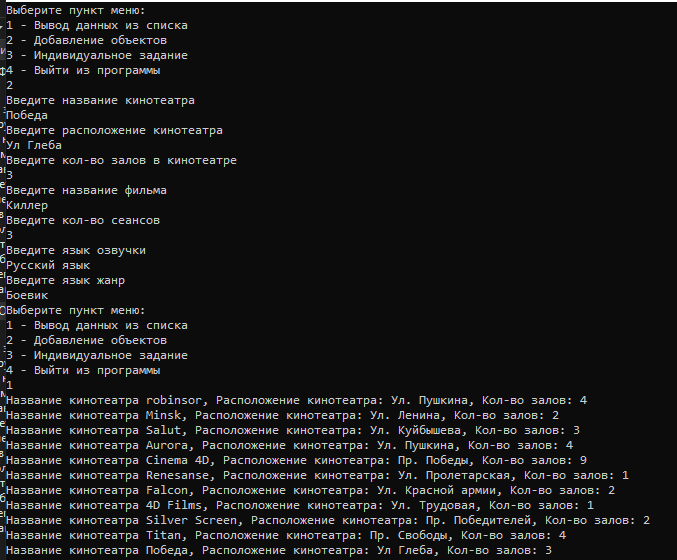 Выберите пункт меню:
1 - Вывод данных из списка
2 - Добавление объектов
3 - Индивидуальное задание
4 - Выйти из программы
2
Введите название кинотеатра
Победа
Введите расположение кинотеатра
Ул Глеба
Введите кол-во залов в кинотеатре
3
Введите название фильма
Киллер
Введите кол-во сеансов
3
Введите язык озвучки
Русский язык
Введите язык жанр
Боевик
Выберите пункт меню:
1 - Вывод данных из списка
2 - Добавление объектов
3 - Индивидуальное задание
4 - Выйти из программы
1
Название кинотеатра robinsor, Расположение кинотеатра: Ул. Пушкина, Кол-во залов: 4
Название кинотеатра Minsk, Расположение кинотеатра: Ул. Ленина, Кол-во залов: 2
Название кинотеатра Salut, Расположение кинотеатра: Ул. Куйбышева, Кол-во залов: 3
Название кинотеатра Aurora, Расположение кинотеатра: Ул. Пушкина, Кол-во залов: 4
Название кинотеатра Cinema 4D, Расположение кинотеатра: Пр. Победы, Кол-во залов: 9
Название кинотеатра Renesanse, Расположение кинотеатра: Ул. Пролетарская, Кол-во залов: 1
Название кинотеатра Falcon, Расположение кинотеатра: Ул. Красной армии, Кол-во залов: 2
Название кинотеатра 4D Films, Расположение кинотеатра: Ул. Трудовая, Кол-во залов: 1
Название кинотеатра Silver Screen, Расположение кинотеатра: Пр. Победителей, Кол-во залов: 2
Название кинотеатра Titan, Расположение кинотеатра: Пр. Свободы, Кол-во залов: 4
Название кинотеатра Победа, Расположение кинотеатра: Ул Глеба, Кол-во залов: 3